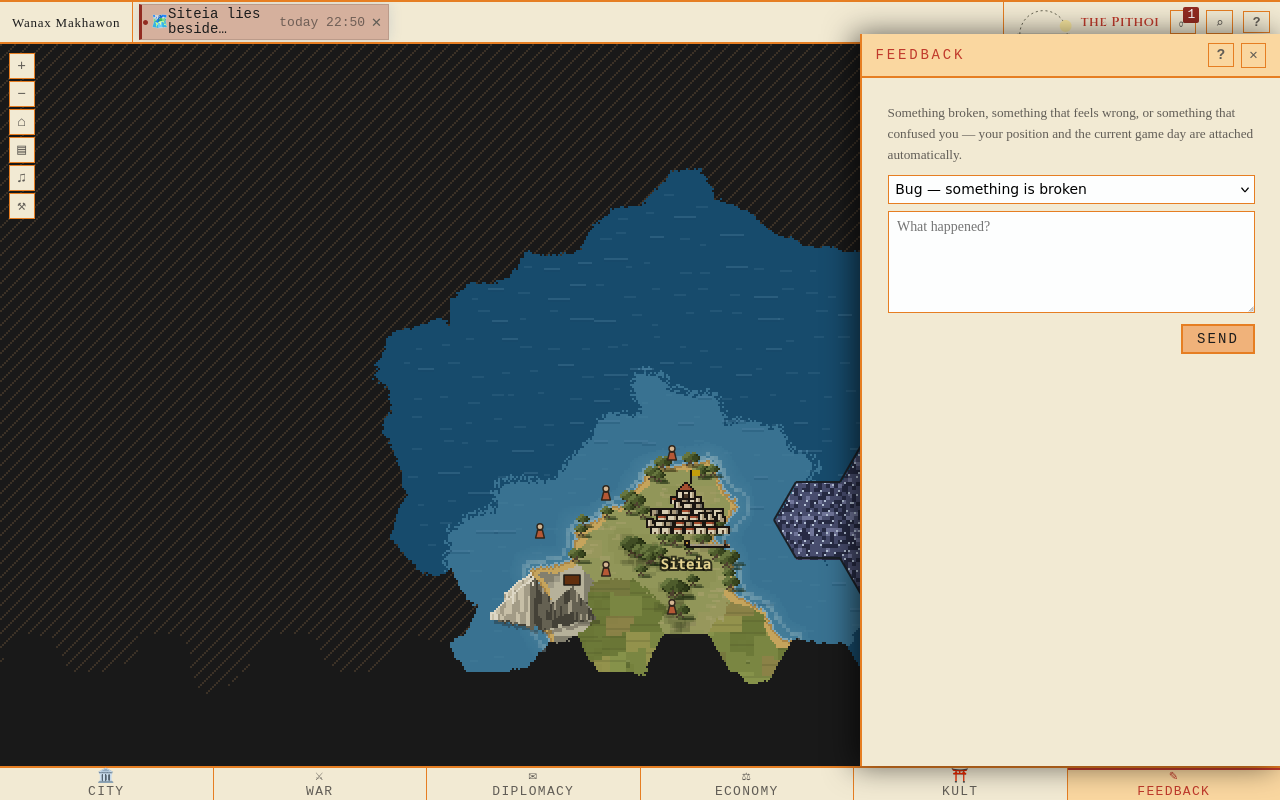 Wanax Makhawon
Siteia lies beside…
today 22:50 ✕
THE PITHOI
1
?
FEEDBACK
?
×
Something broken, something that feels wrong, or something that
confused you — your position and the current game day are attached
automatically.
Bug — something is broken
What happened?
SEND
+
−
Siteia
CITY
WAR
DIPLOMACY
ECONOMY
KULT
FEEDBACK